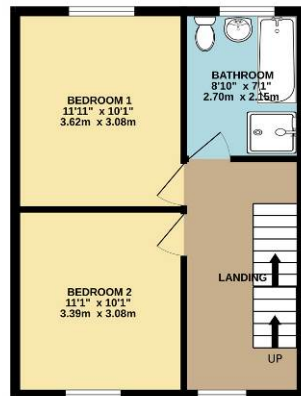 BATHROOM
8'10" x 7'1"
2.70m x 2.15m
BEDROOM 1
11'11" x 10'1"
3.62m x 3.08m
BEDROOM 2
11'1" x 10'1"
3.39m x 3.08m
LANDING
UP